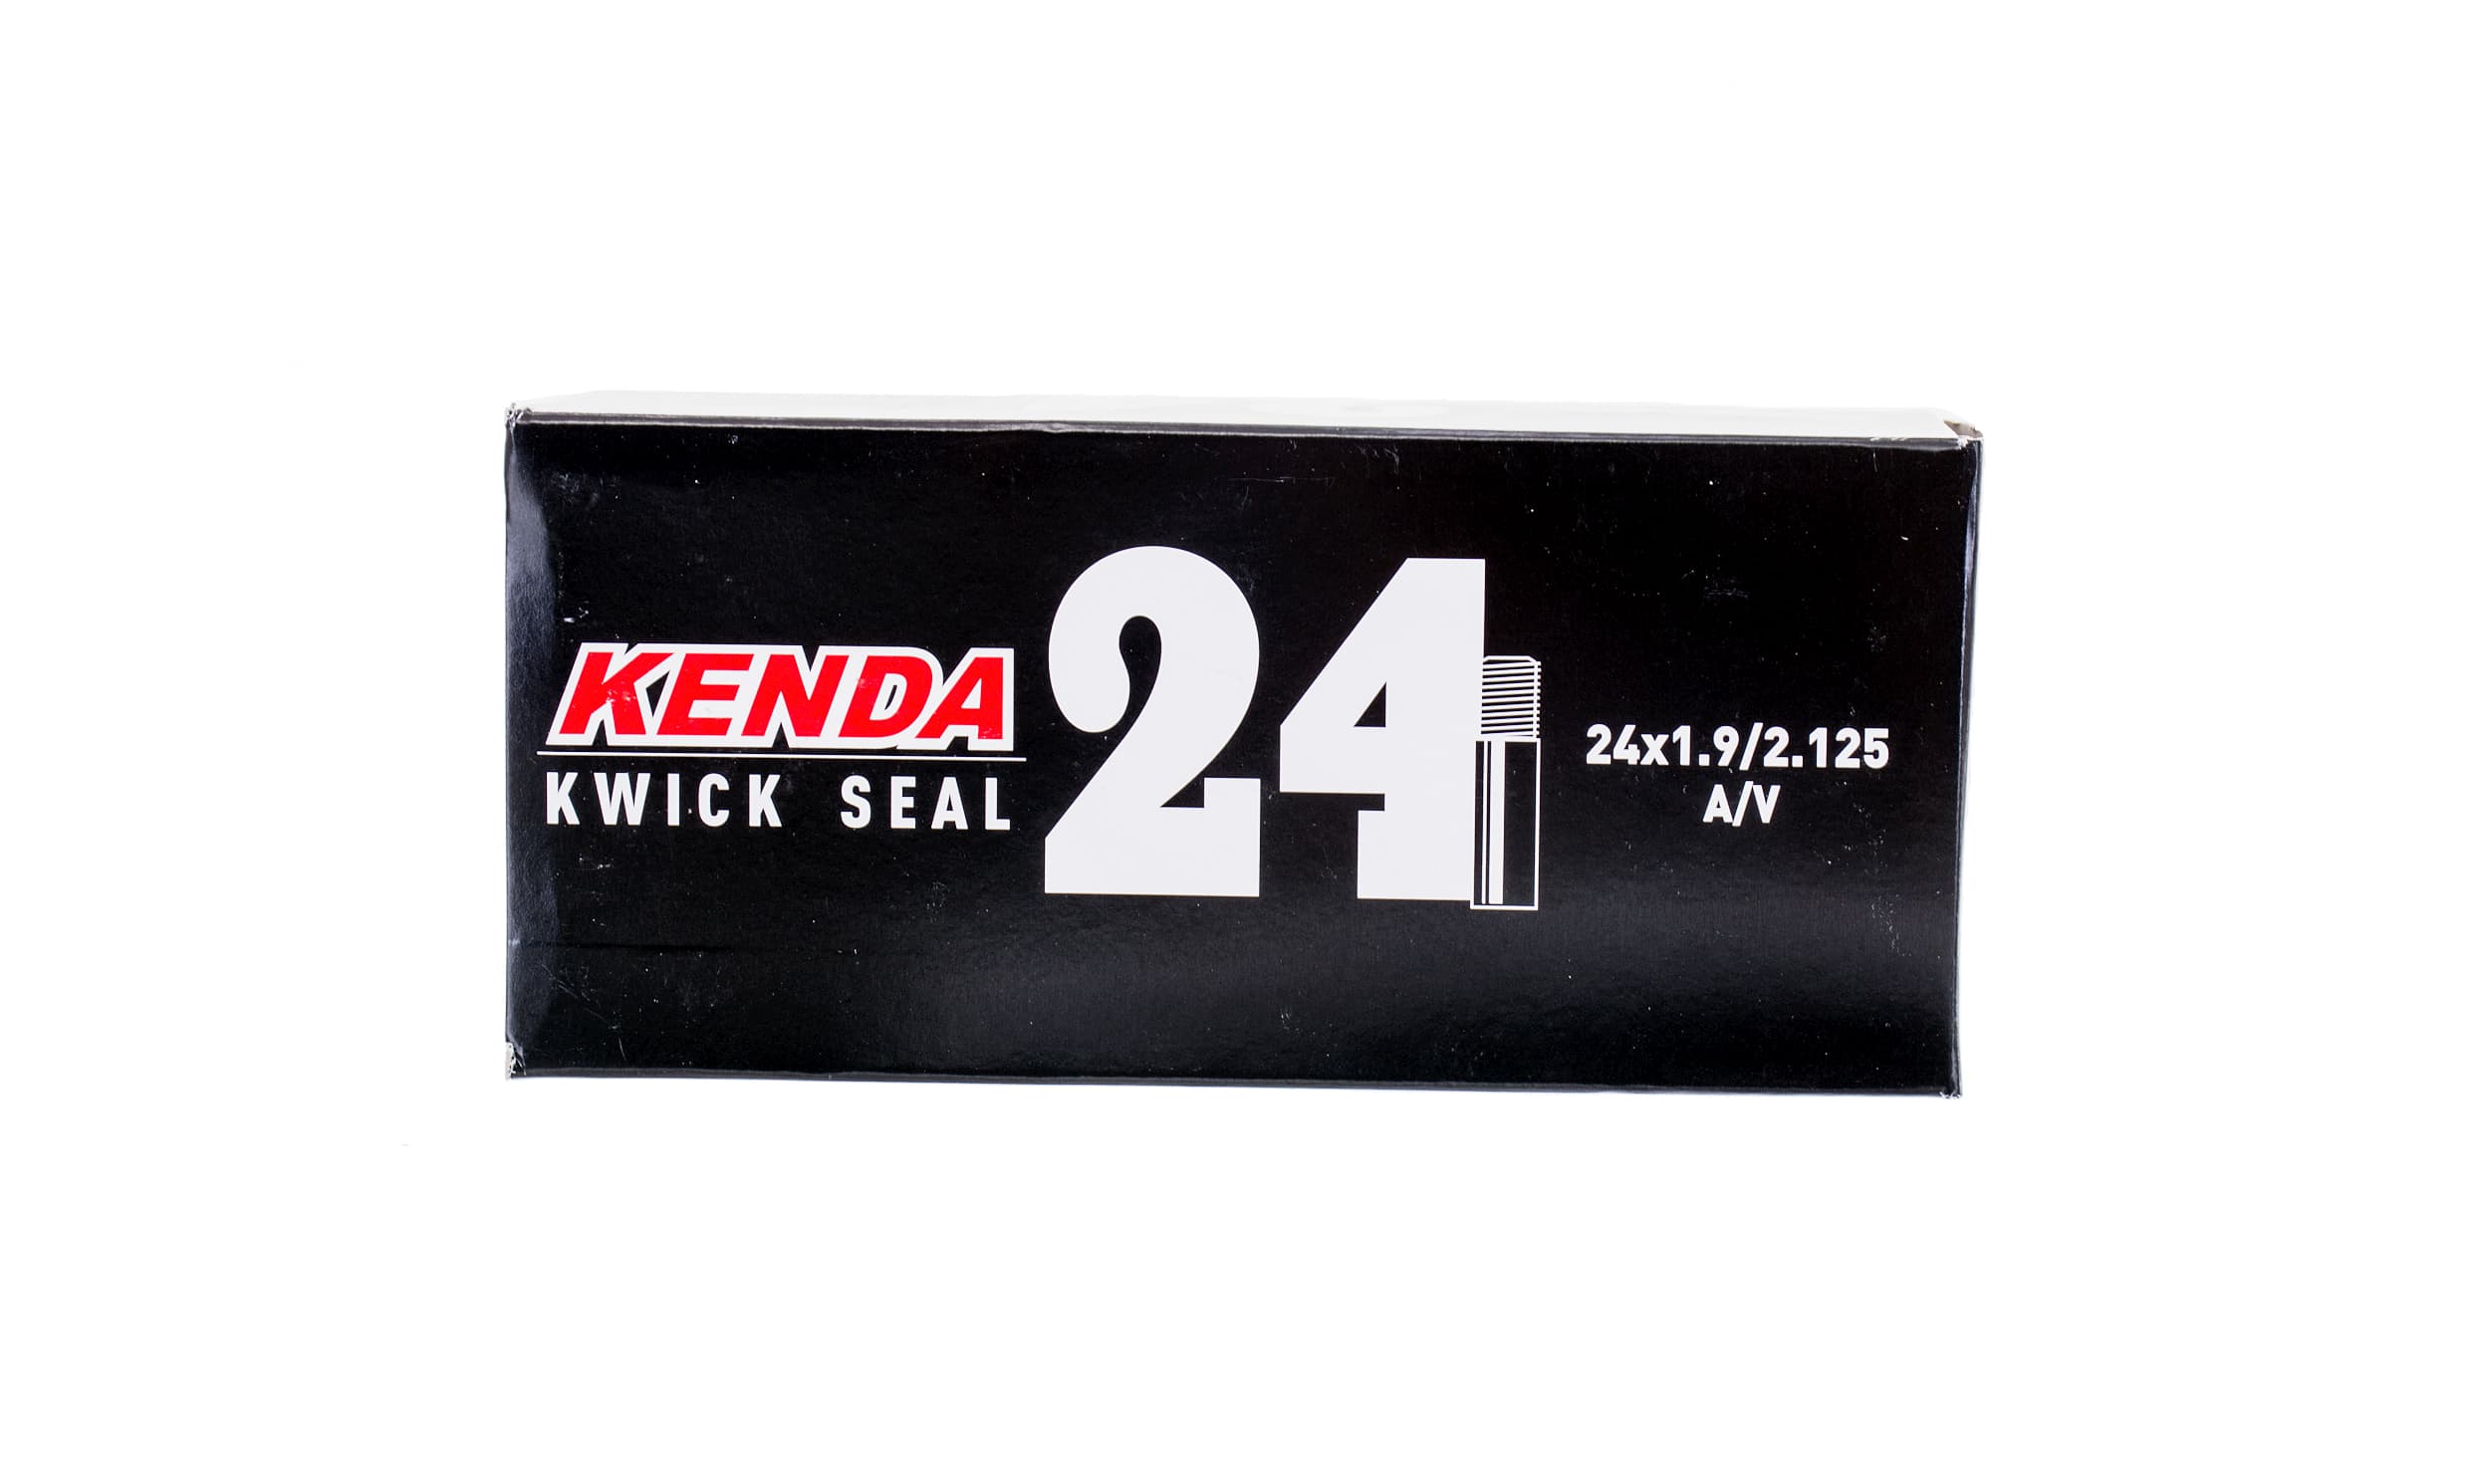 KENDA
KWICK SEAL
24
24x1.9/2.125
A/V